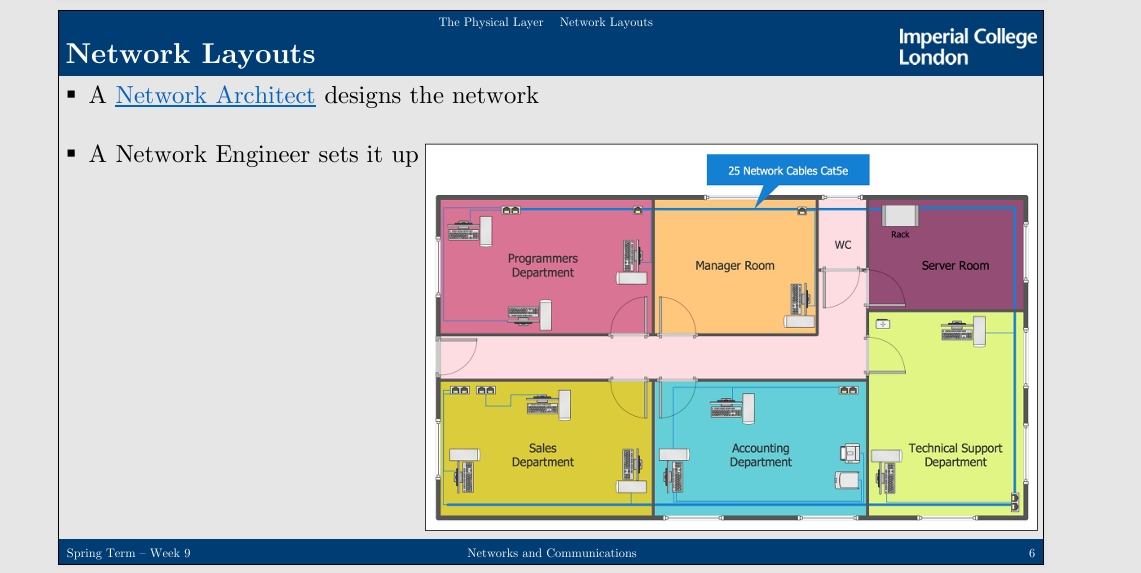 The Physical Layer Network Layouts
Network Layouts
Imperial College
London
▪ A Network Architect designs the network
▪ A Network Engineer sets it up
25 Network Cables Cat5e
Programmers
Department
Manager Room
WC
Rack
Server Room
Sales
Department
Accounting
Department
Technical Support
Department
Spring Term – Week 9
Networks and Communications
6